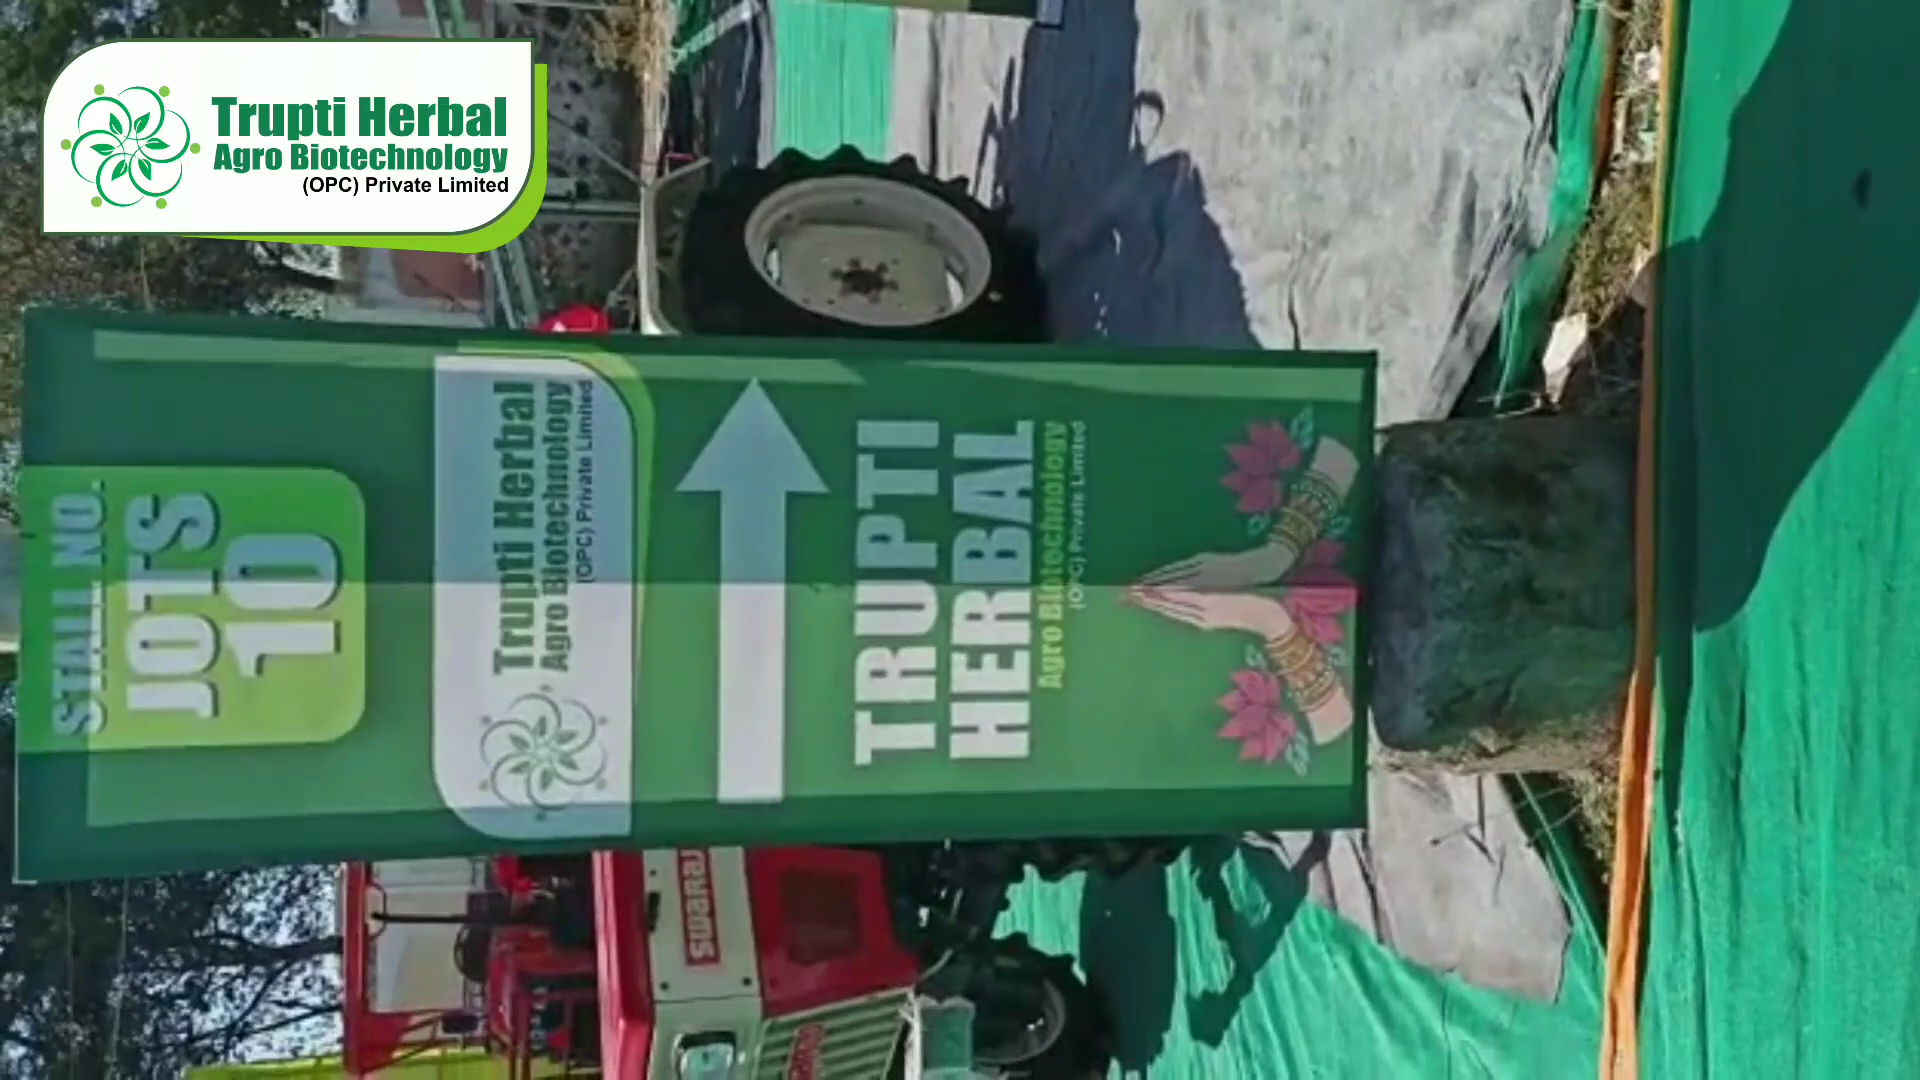 Trupti Herbal
Agro Biotechnology
(OPC) Private Limited
STALL NO.
JOTS
10
Trupti Herbal
Agro Biotechnology
(OPC) Private Limited
TRUPTI
HERBAL
Agro Biotechnology
(OPC) Private Limited
swaraj